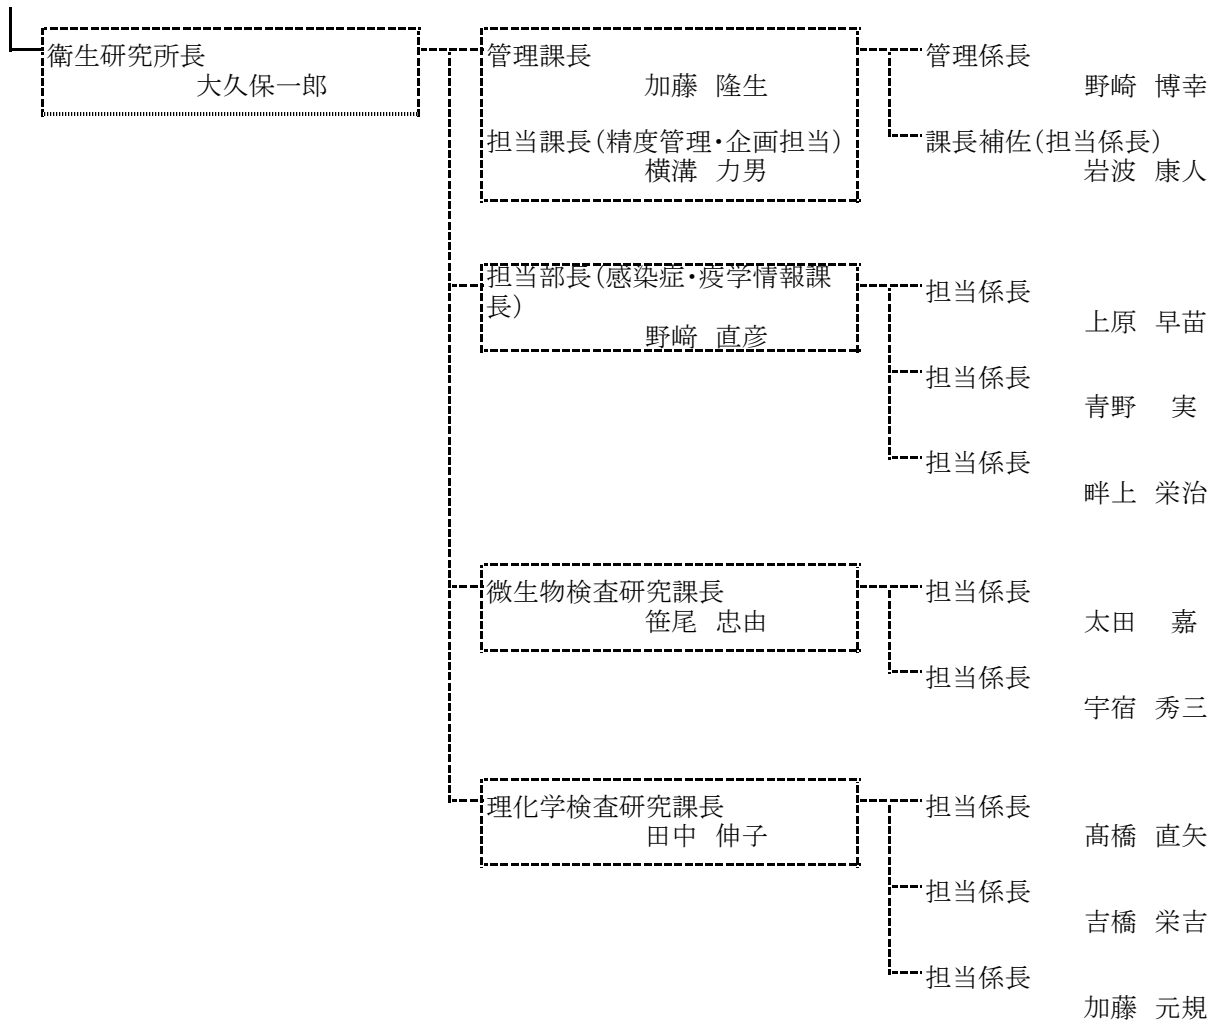 衛生研究所長
大久保一郎
管理課長
加藤 隆生
担当課長(精度管理・企画担当)
横溝 力男
管理係長
野崎 博幸
課長補佐(担当係長)
岩波 康人
担当部長(感染症・疫学情報課
長)
野﨑 直彦
担当係長
上原 早苗
担当係長
青野 実
担当係長
畔上 栄治
微生物検査研究課長
笹尾 忠由
担当係長
太田 嘉
担当係長
宇宿 秀三
理化学検査研究課長
田中 伸子
担当係長
髙橋 直矢
担当係長
吉橋 栄吉
担当係長
加藤 元規